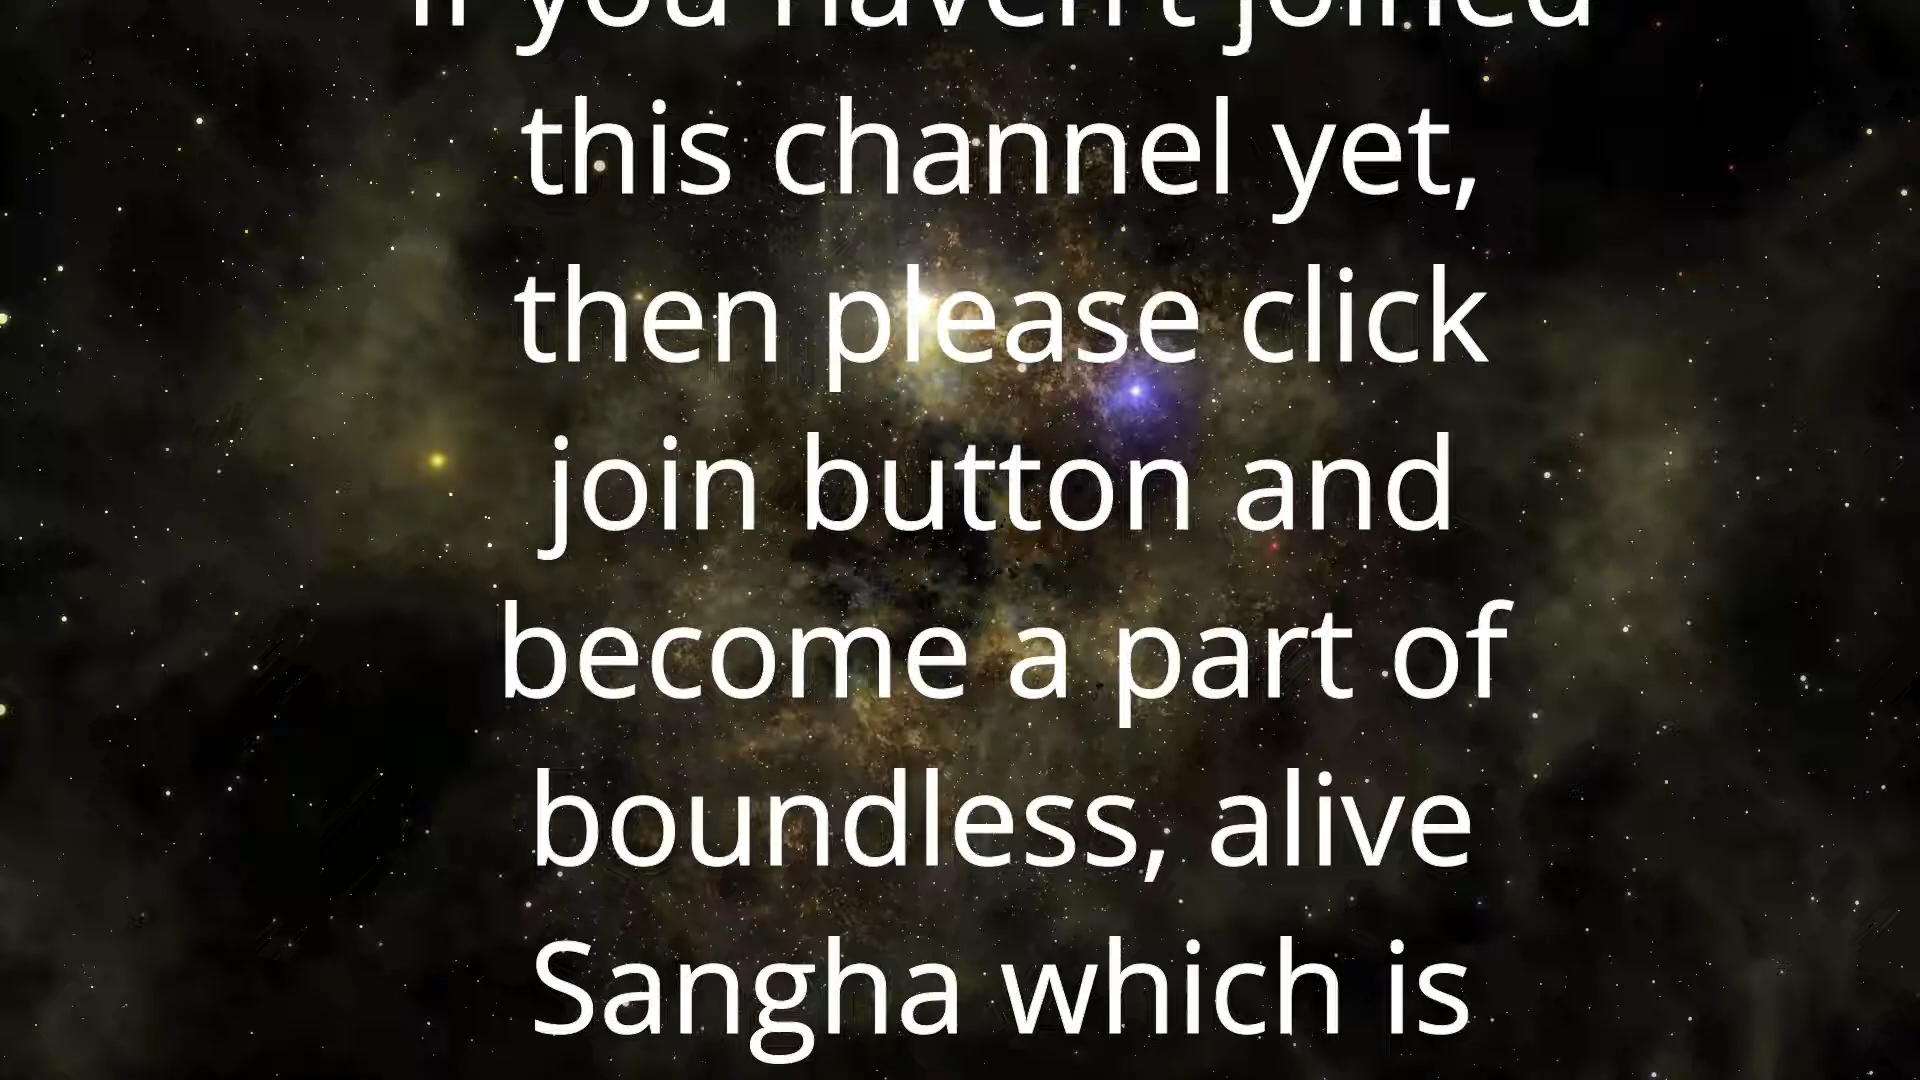 If you haven't joined
this channel yet,
then please click
join button and
become a part of
boundless, alive
Sangha which is